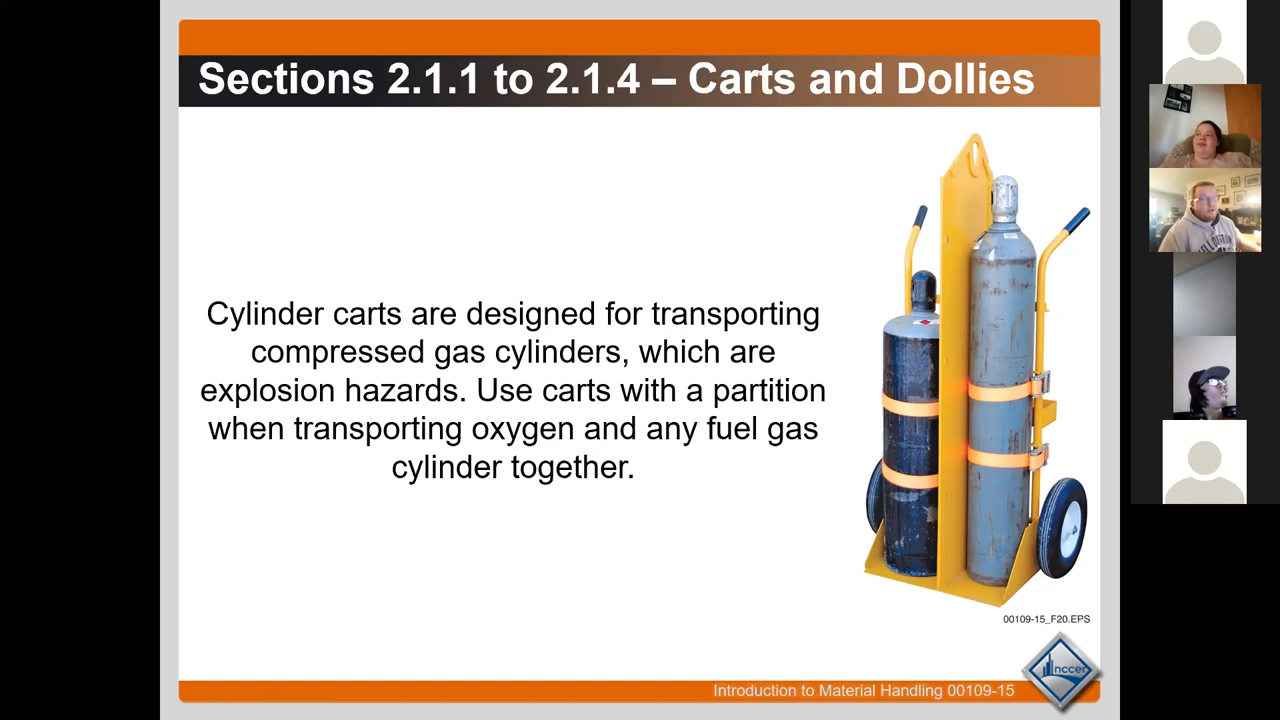 Sections 2.1.1 to 2.1.4 – Carts and Dollies
Cylinder carts are designed for transporting
compressed gas cylinders, which are
explosion hazards. Use carts with a partition
when transporting oxygen and any fuel gas
cylinder together.
00109-15_F20.EPS
nccer
Introduction to Material Handling 00109-15